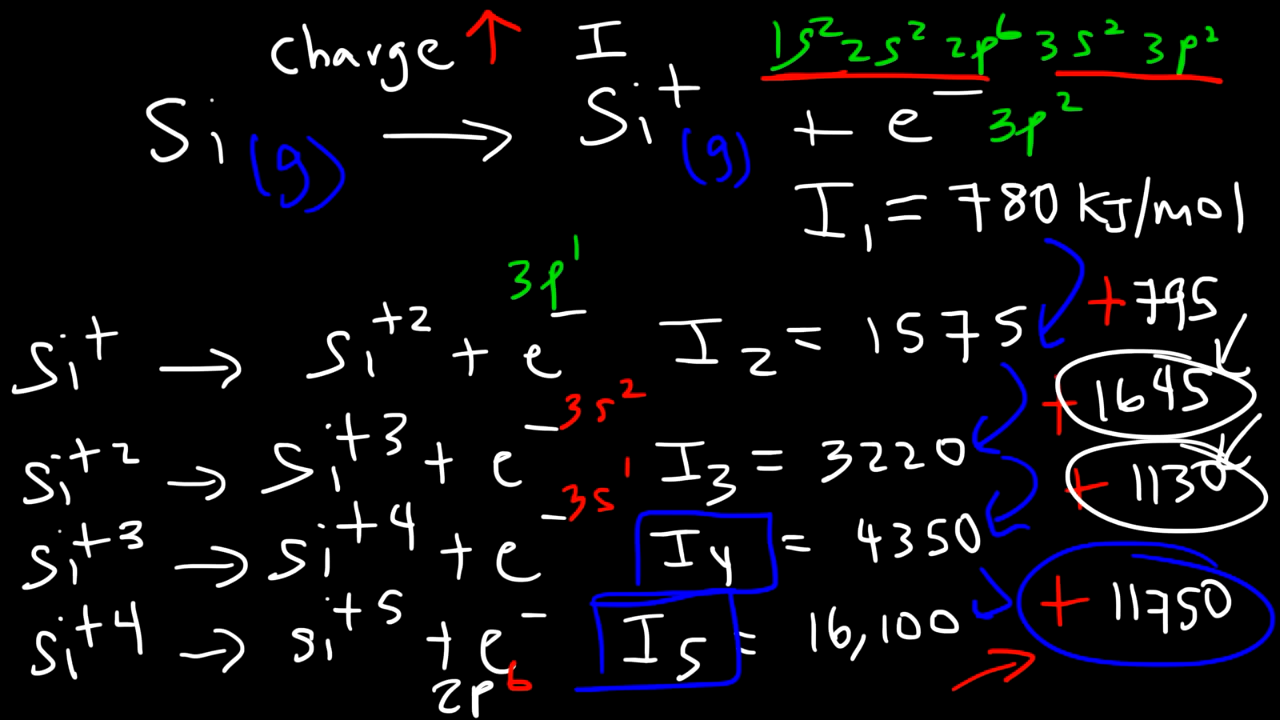 charge ↑ I 1s² 2s² 2p⁶ 3s² 3p²
Si(g) → Si⁺(g) + e⁻ 3p²
I₁ = 780 KJ/mol
+ 795
3p¹
Si⁺ → Si⁺² + e⁻ I₂ = 1575
+ 1645
3s²
Si⁺² → Si⁺³ + e⁻ I₃ = 3220
+ 1130
3s¹
Si⁺³ → Si⁺⁴ + e⁻ I₄ = 4350
+ 11750
Si⁺⁴ → Si⁺⁵ + e⁻ I₅ = 16,100
2p⁶